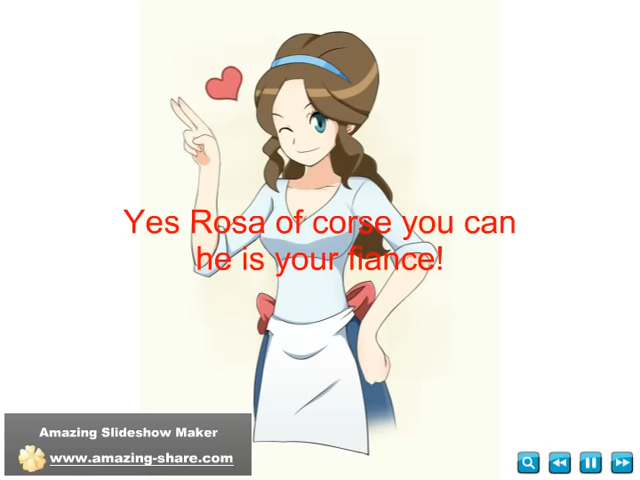 Yes Rosa of corse you can
he is your fiance!
Amazing Slideshow Maker
www.amazing-share.com